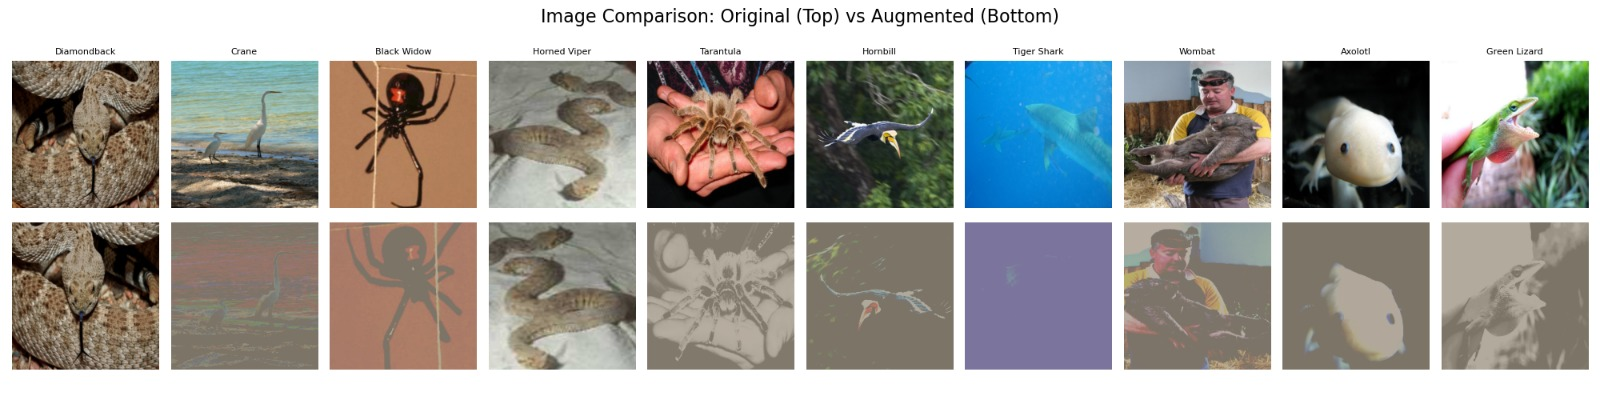 Image Comparison: Original (Top) vs Augmented (Bottom)
Diamondback Crane Black Widow Horned Viper Tarantula Hornbill Tiger Shark Wombat Axolotl Green Lizard